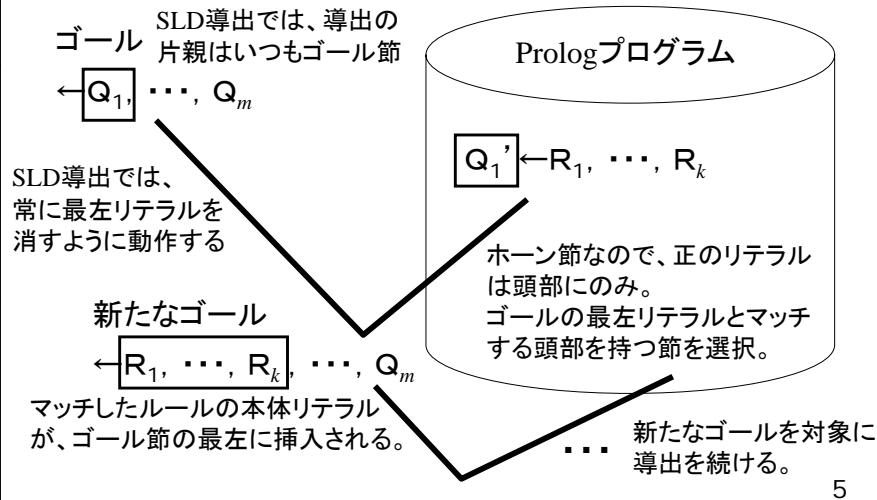 SLD導出では、導出の
片親はいつもゴール節
ゴール
←Q1, ・・・, Qm
Prologプログラム
Q1’←R1, ・・・, Rk
SLD導出では、
常に最左リテラルを
消すように動作する
ホーン節なので、正のリテラル
は頭部にのみ。
ゴールの最左リテラルとマッチ
する頭部を持つ節を選択。
新たなゴール
←R1, ・・・, Rk, ・・・, Qm
マッチしたルールの本体リテラル
が、ゴール節の最左に挿入される。
・・・
新たなゴールを対象に
導出を続ける。
5